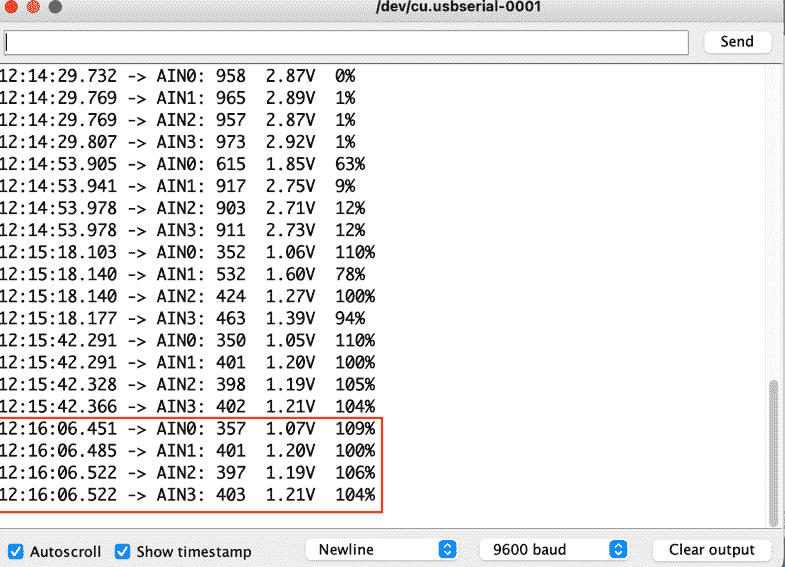 /dev/cu.usbserial-0001
Send
12:14:29.732 -> AIN0: 958  2.87V  0%
12:14:29.769 -> AIN1: 965  2.89V  1%
12:14:29.769 -> AIN2: 957  2.87V  1%
12:14:29.807 -> AIN3: 973  2.92V  1%
12:14:53.905 -> AIN0: 615  1.85V  63%
12:14:53.941 -> AIN1: 917  2.75V  9%
12:14:53.978 -> AIN2: 903  2.71V  12%
12:14:53.978 -> AIN3: 911  2.73V  12%
12:15:18.103 -> AIN0: 352  1.06V  110%
12:15:18.140 -> AIN1: 532  1.60V  78%
12:15:18.140 -> AIN2: 424  1.27V  100%
12:15:18.177 -> AIN3: 463  1.39V  94%
12:15:42.291 -> AIN0: 350  1.05V  110%
12:15:42.291 -> AIN1: 401  1.20V  100%
12:15:42.328 -> AIN2: 398  1.19V  105%
12:15:42.366 -> AIN3: 402  1.21V  104%
12:16:06.451 -> AIN0: 357  1.07V  109%
12:16:06.485 -> AIN1: 401  1.20V  100%
12:16:06.522 -> AIN2: 397  1.19V  106%
12:16:06.522 -> AIN3: 403  1.21V  104%
Autoscroll Show timestamp Newline 9600 baud Clear output